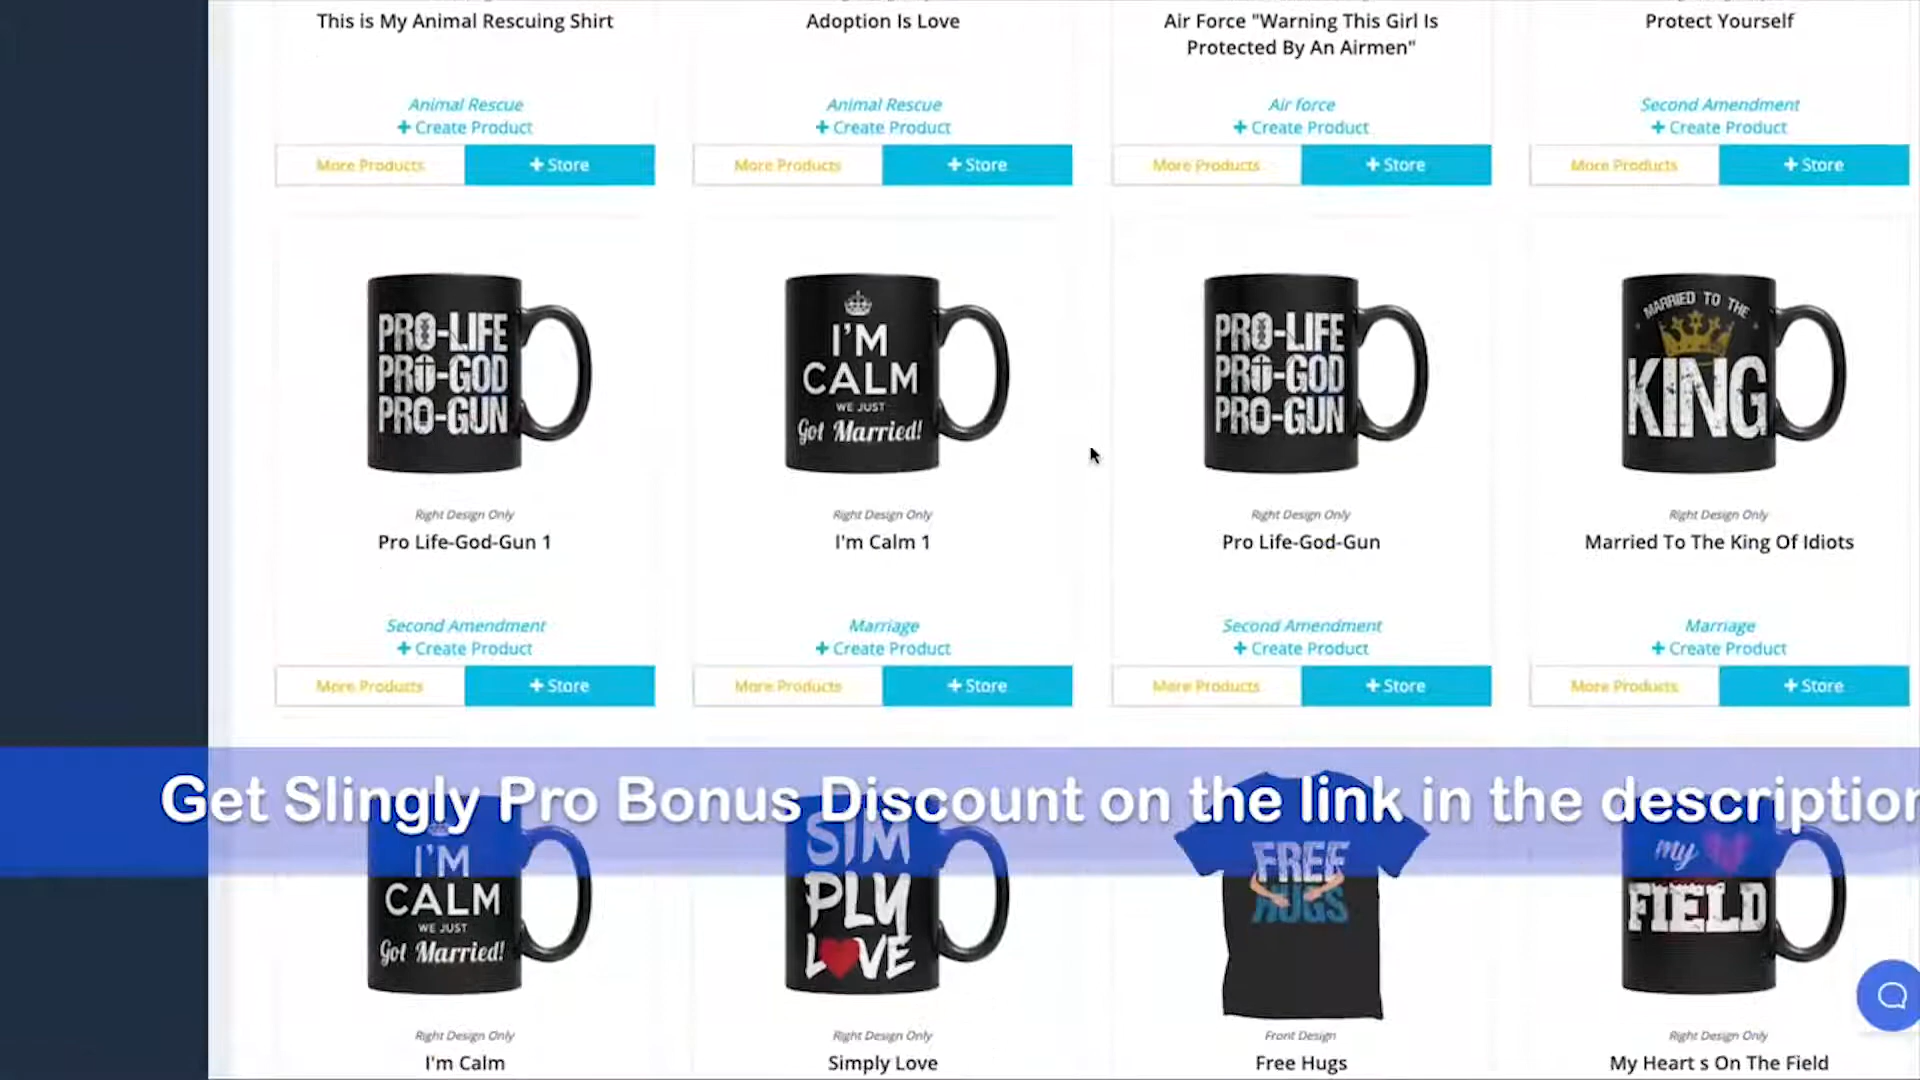 This is My Animal Rescuing Shirt
Adoption Is Love
Air Force "Warning This Girl Is
Protected By An Airmen"
Protect Yourself
Animal Rescue
+ Create Product
More Products
+ Store
Animal Rescue
+ Create Product
More Products
+ Store
Air force
+ Create Product
More Products
+ Store
Second Amendment
+ Create Product
More Products
+ Store
PRO-LIFE
PRO-GOD
PRO-GUN
Right Design Only
Pro Life-God-Gun 1
Second Amendment
+ Create Product
More Products
+ Store
I'M
CALM
WE JUST
Got Married!
Right Design Only
I'm Calm 1
Marriage
+ Create Product
More Products
+ Store
PRO-LIFE
PRO-GOD
PRO-GUN
Right Design Only
Pro Life-God-Gun
Second Amendment
+ Create Product
More Products
+ Store
MARRIED TO THE
KING
Right Design Only
Married To The King Of Idiots
Marriage
+ Create Product
More Products
+ Store
Get Slingly Pro Bonus Discount on the link in the description
I'M
CALM
WE JUST
Got Married!
Right Design Only
I'm Calm
SIM
PLY
LOVE
Right Design Only
Simply Love
FREE
HUGS
Front Design
Free Hugs
my
FIELD
Right Design Only
My Heart s On The Field